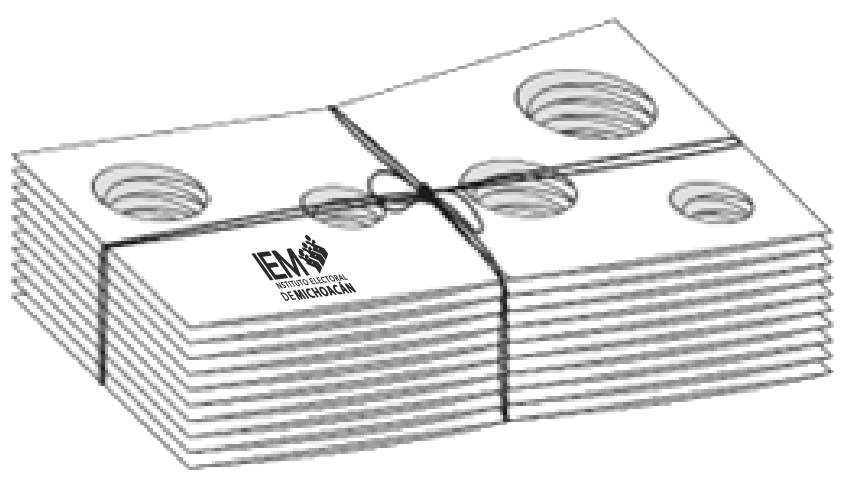 IEM
INSTITUTO ELECTORAL
DE MICHOACÁN